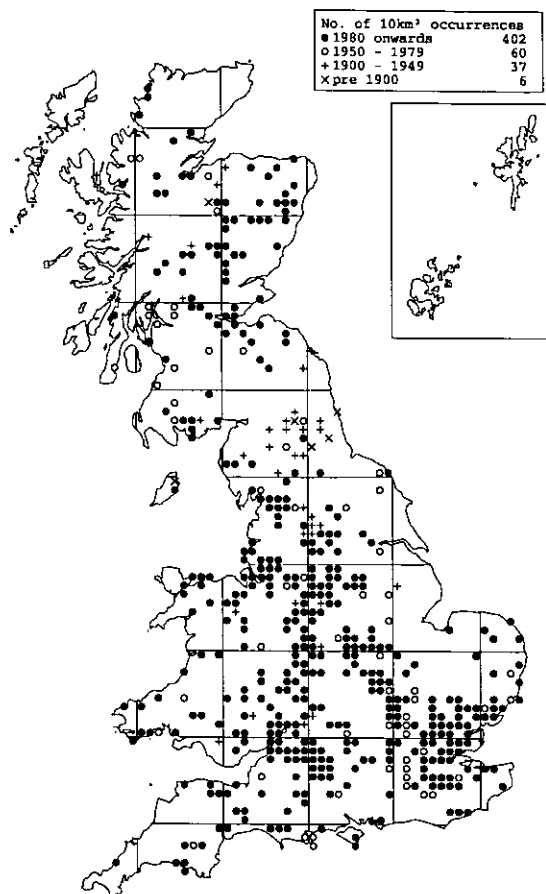 No. of 10km² occurrences
● 1980 onwards 402
○ 1950 - 1979 60
+ 1900 - 1949 37
× pre 1900 6